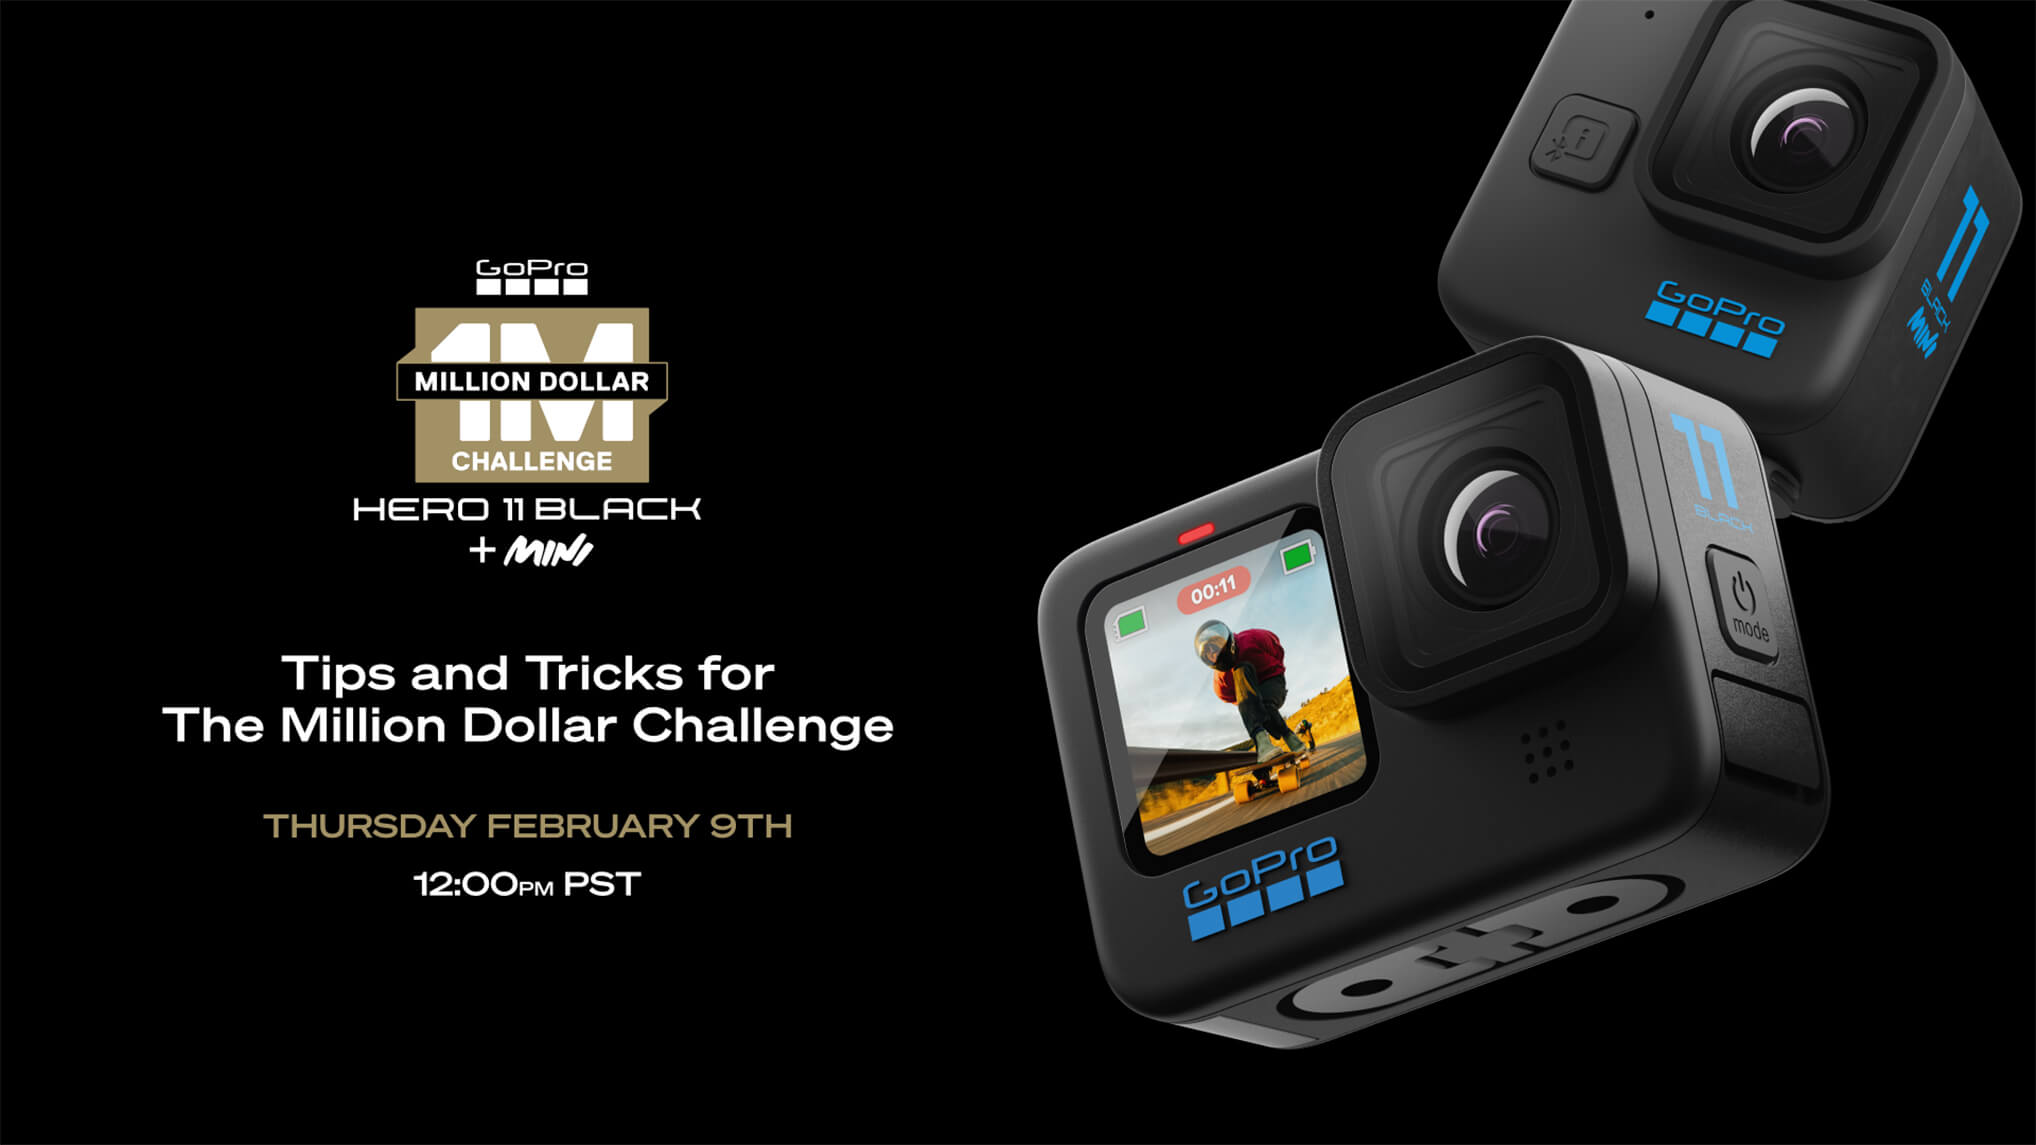 GoPro
1M
MILLION DOLLAR
CHALLENGE
HERO 11 BLACK
+ MINI
Tips and Tricks for
The Million Dollar Challenge
THURSDAY FEBRUARY 9TH
12:00PM PST
GoPro
11
BLACK
MINI
00:11
GoPro
11
BLACK
mode